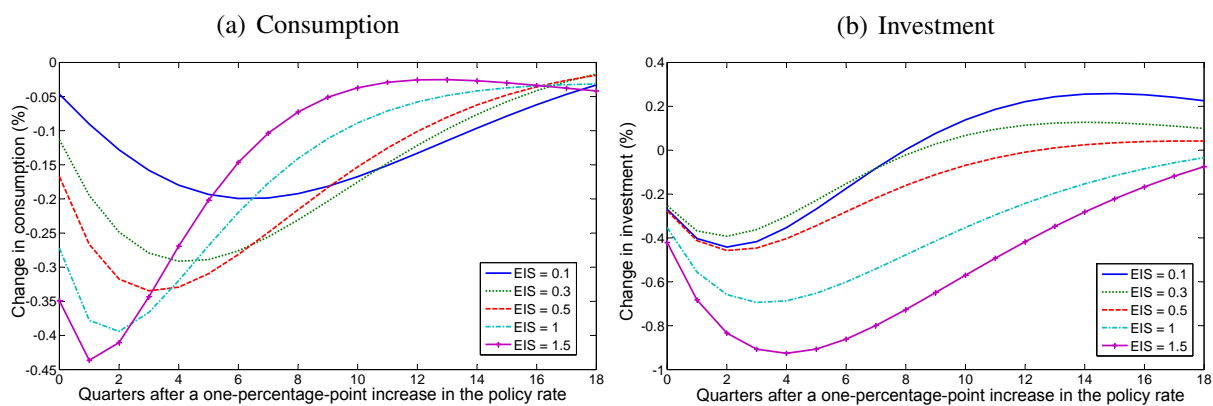 (a) Consumption
0
-0.05
-0.1
-0.15
-0.2
-0.25
-0.3
-0.35
-0.4
-0.45
Change in consumption (%)
EIS = 0.1
EIS = 0.3
EIS = 0.5
EIS = 1
EIS = 1.5
0 2 4 6 8 10 12 14 16 18
Quarters after a one-percentage-point increase in the policy rate
(b) Investment
0.4
0.2
0
-0.2
-0.4
-0.6
-0.8
-1
Change in investment (%)
EIS = 0.1
EIS = 0.3
EIS = 0.5
EIS = 1
EIS = 1.5
0 2 4 6 8 10 12 14 16 18
Quarters after a one-percentage-point increase in the policy rate